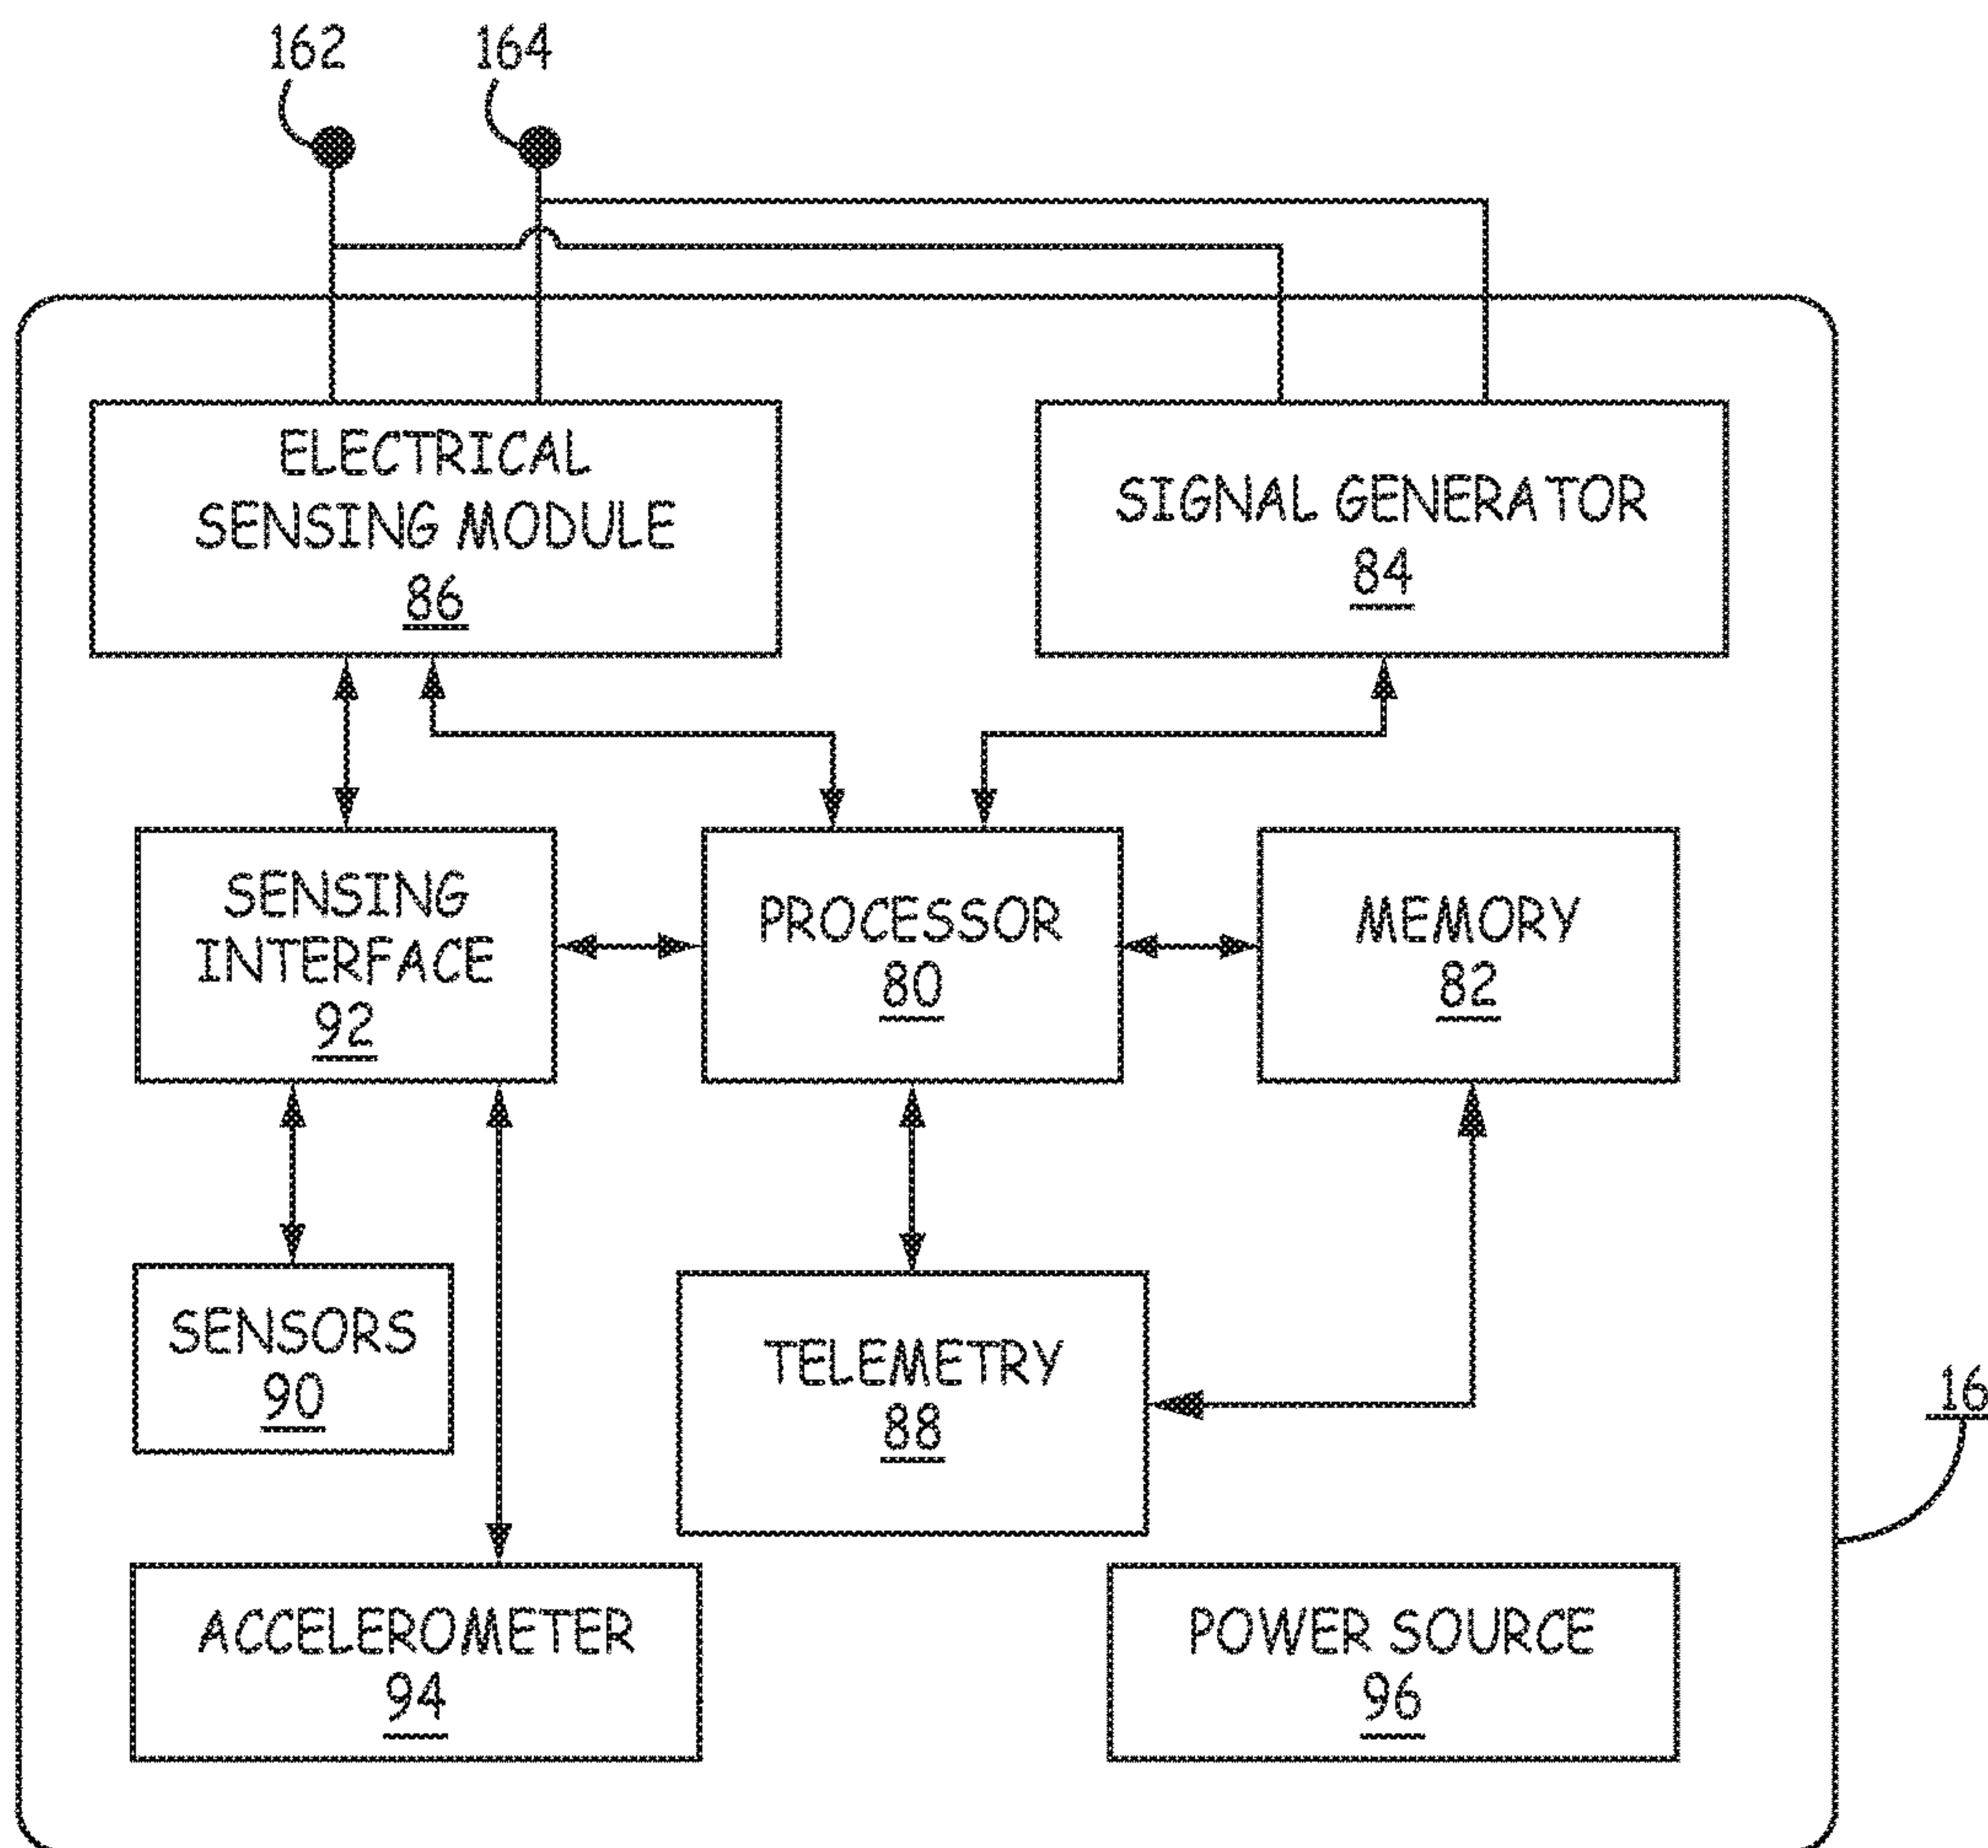 162
164
ELECTRICAL
SENSING MODULE
86
SIGNAL GENERATOR
84
SENSING
INTERFACE
92
PROCESSOR
80
MEMORY
82
SENSORS
90
TELEMETRY
88
16
ACCELEROMETER
94
POWER SOURCE
96